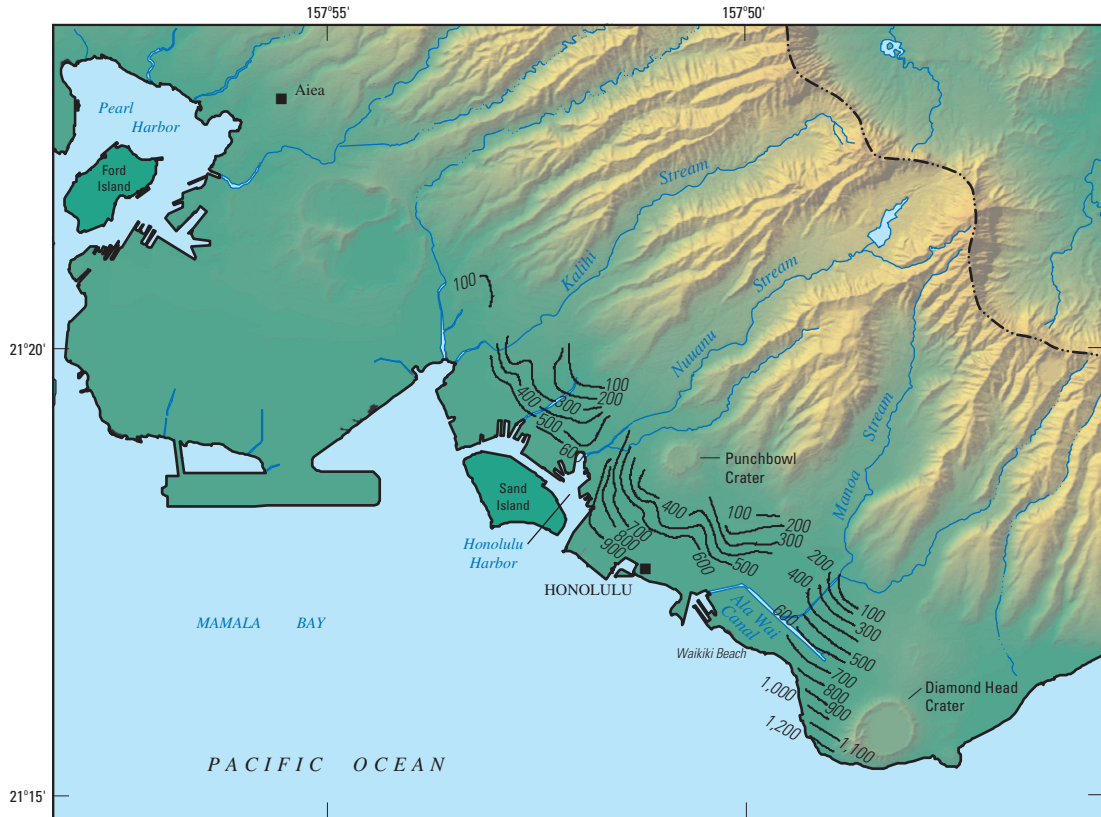 157°55'
157°50'
Aiea
Pearl
Harbor
Ford
Island
Stream
Kalihi
Stream
Nuuanu
100
21°20'
100
200
300
400
500
600
Manoa
Stream
Punchbowl
Crater
Sand
Island
400
100
200
300
Honolulu
Harbor
700
800
900
600
500
200
400
HONOLULU
100
300
600
500
Ala Wai
Canal
MAMALA BAY
Waikiki Beach
700
800
900
1,000
Diamond Head
Crater
1,200
1,100
PACIFIC OCEAN
21°15'